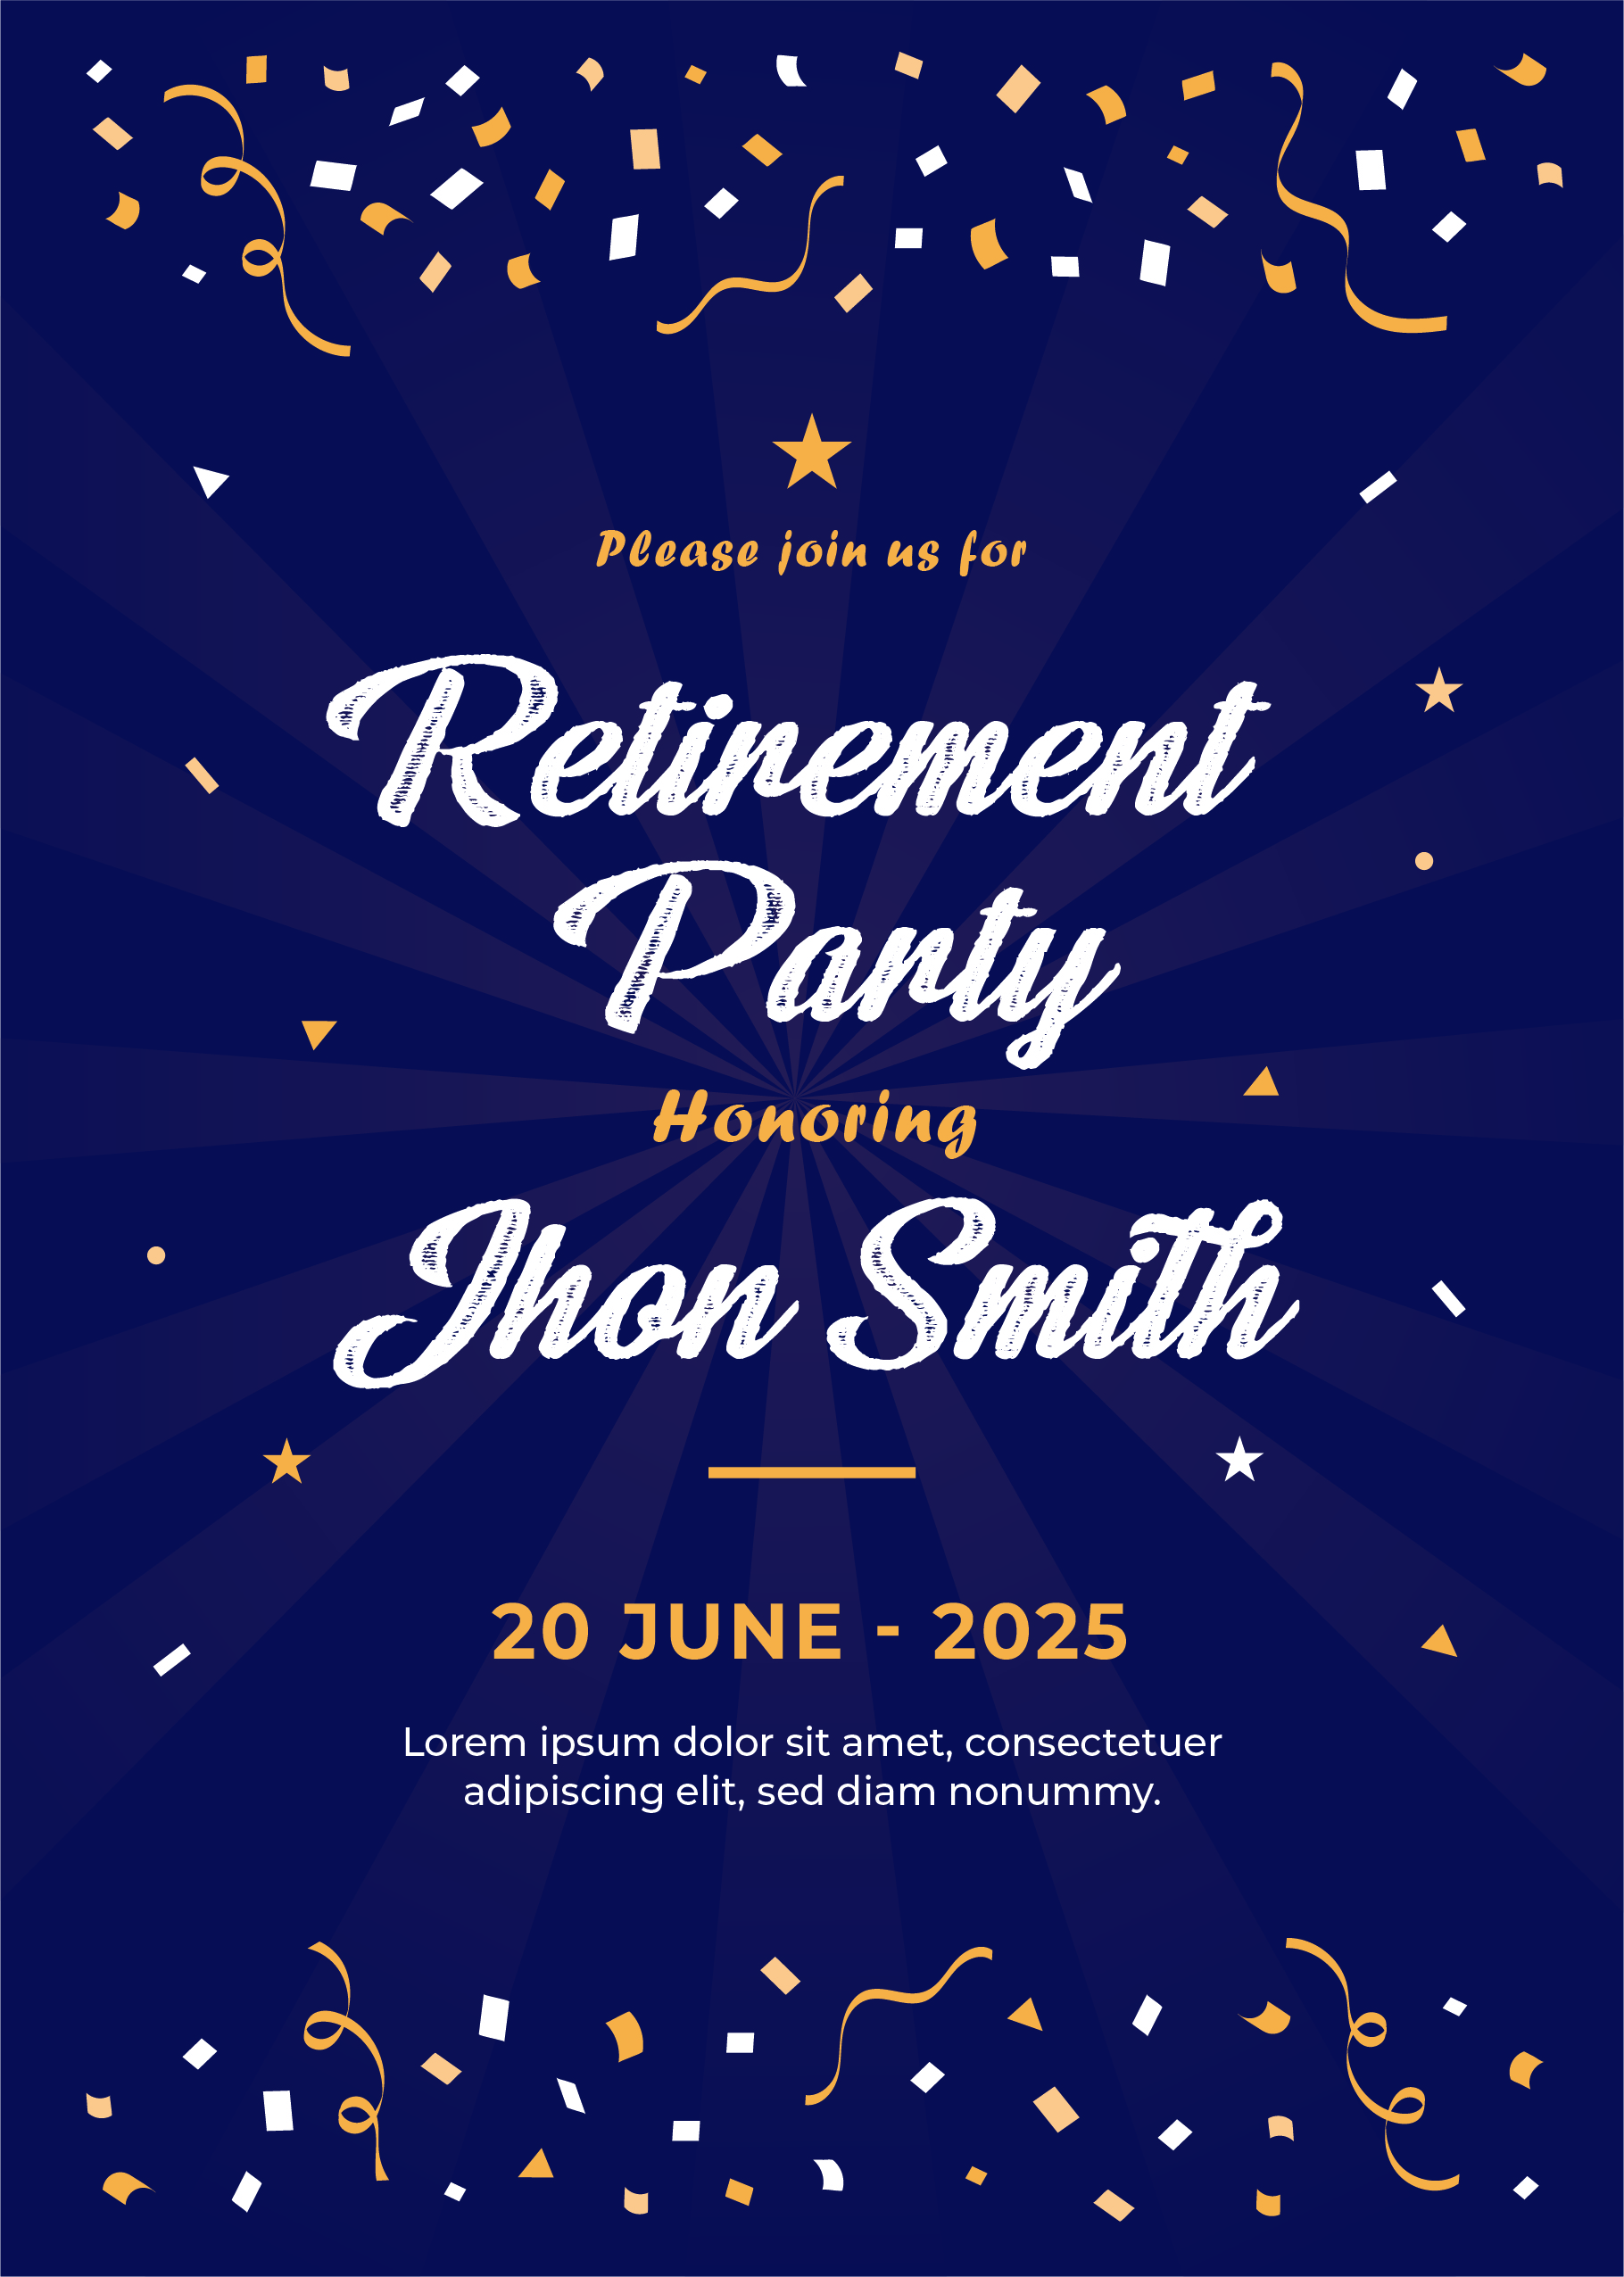 Please join us for
Retirement
Party
Honoring
Jhon Smith
20 JUNE - 2025
Lorem ipsum dolor sit amet, consectetuer
adipiscing elit, sed diam nonummy.